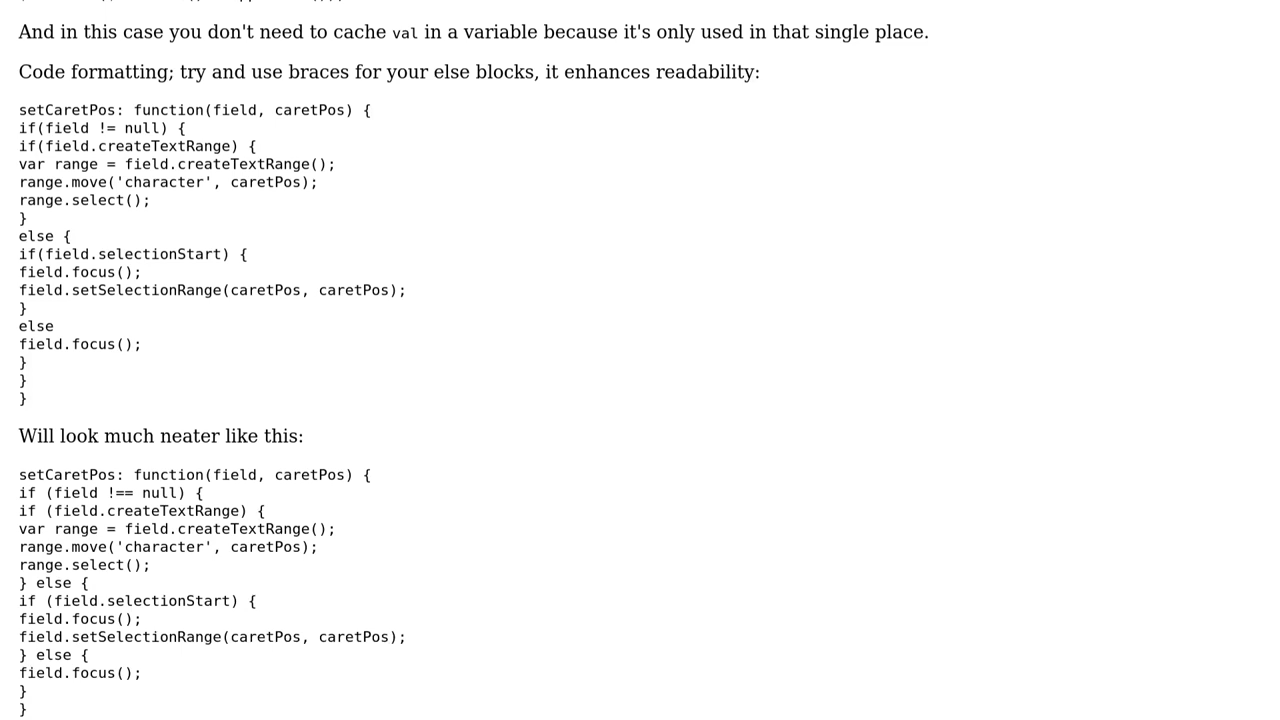 And in this case you don't need to cache val in a variable because it's only used in that single place.
Code formatting; try and use braces for your else blocks, it enhances readability:
setCaretPos: function(field, caretPos) {
if(field != null) {
if(field.createTextRange) {
var range = field.createTextRange();
range.move('character', caretPos);
range.select();
}
else {
if(field.selectionStart) {
field.focus();
field.setSelectionRange(caretPos, caretPos);
}
else
field.focus();
}
}
}
Will look much neater like this:
setCaretPos: function(field, caretPos) {
if (field !== null) {
if (field.createTextRange) {
var range = field.createTextRange();
range.move('character', caretPos);
range.select();
} else {
if (field.selectionStart) {
field.focus();
field.setSelectionRange(caretPos, caretPos);
} else {
field.focus();
}
}